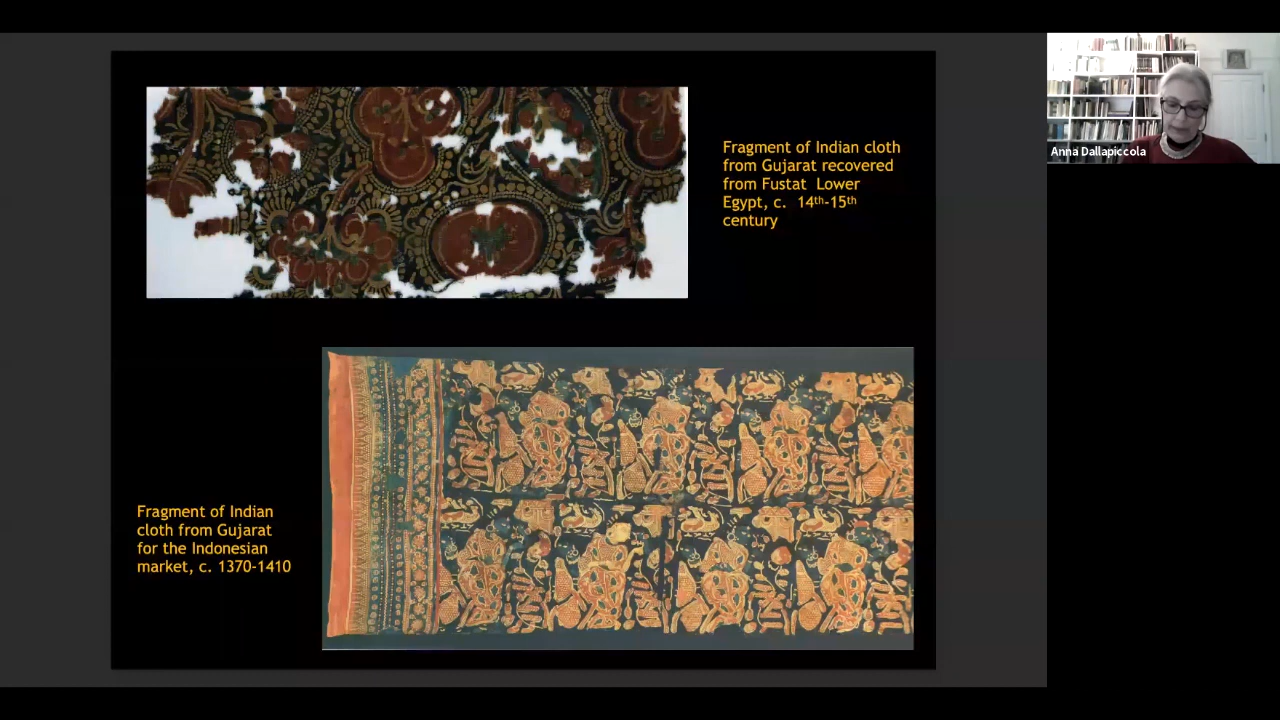 Fragment of Indian cloth
from Gujarat recovered
from Fustat Lower
Egypt, c. 14th-15th
century
Anna Dallapiccola
Fragment of Indian
cloth from Gujarat
for the Indonesian
market, c. 1370-1410